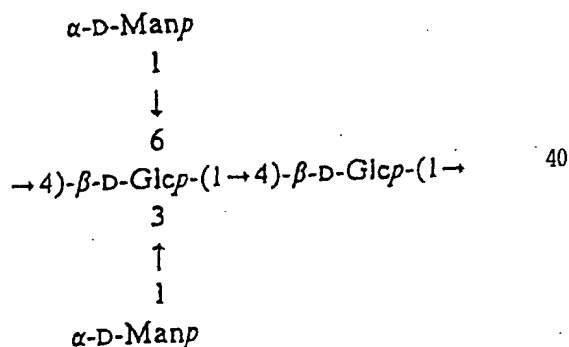 α-D-Manp
1
↓
6
→4)-β-D-Glcp-(1→4)-β-D-Glcp-(1→ 40
3
↑
1
α-D-Manp